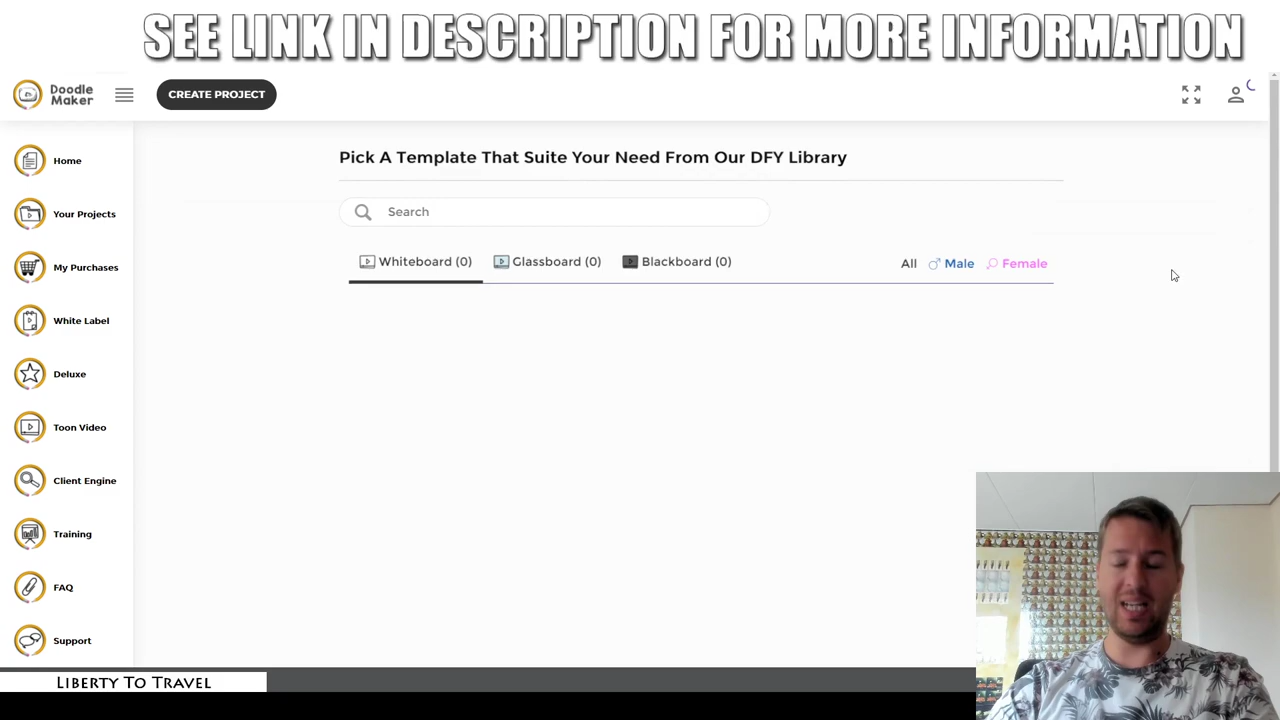 SEE LINK IN DESCRIPTION FOR MORE INFORMATION
Doodle
Maker
CREATE PROJECT
Pick A Template That Suite Your Need From Our DFY Library
Search
Whiteboard (0)
Glassboard (0)
Blackboard (0)
All
Male
Female
Home
Your Projects
My Purchases
White Label
Deluxe
Toon Video
Client Engine
Training
FAQ
Support
LIBERTY TO TRAVEL